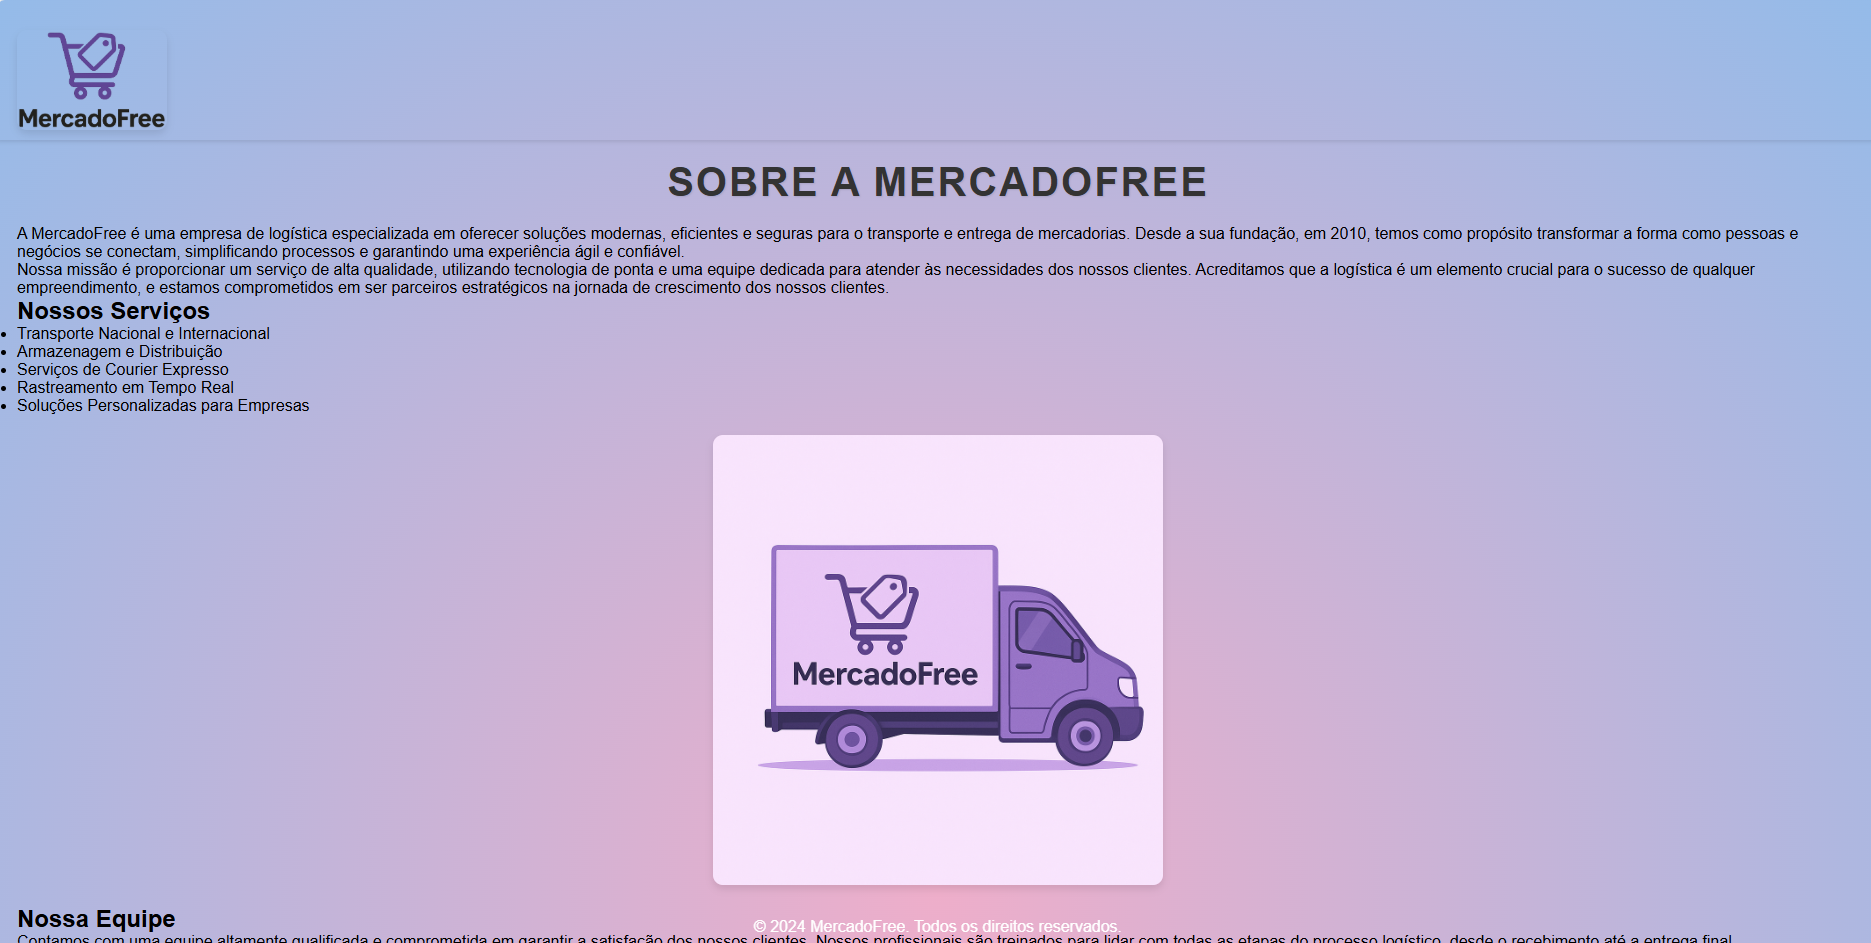 MercadoFree
SOBRE A MERCADOFREE
A MercadoFree é uma empresa de logística especializada em oferecer soluções modernas, eficientes e seguras para o transporte e entrega de mercadorias. Desde a sua fundação, em 2010, temos como propósito transformar a forma como pessoas e
negócios se conectam, simplificando processos e garantindo uma experiência ágil e confiável.
Nossa missão é proporcionar um serviço de alta qualidade, utilizando tecnologia de ponta e uma equipe dedicada para atender às necessidades dos nossos clientes. Acreditamos que a logística é um elemento crucial para o sucesso de qualquer
empreendimento, e estamos comprometidos em ser parceiros estratégicos na jornada de crescimento dos nossos clientes.
Nossos Serviços
• Transporte Nacional e Internacional
• Armazenagem e Distribuição
• Serviços de Courier Expresso
• Rastreamento em Tempo Real
• Soluções Personalizadas para Empresas
MercadoFree
Nossa Equipe
© 2024 MercadoFree. Todos os direitos reservados.
Contamos com uma equipe altamente qualificada e comprometida em garantir a satisfação dos nossos clientes. Nossos profissionais são treinados para lidar com todas as etapas do processo logístico, desde o recebimento até a entrega final